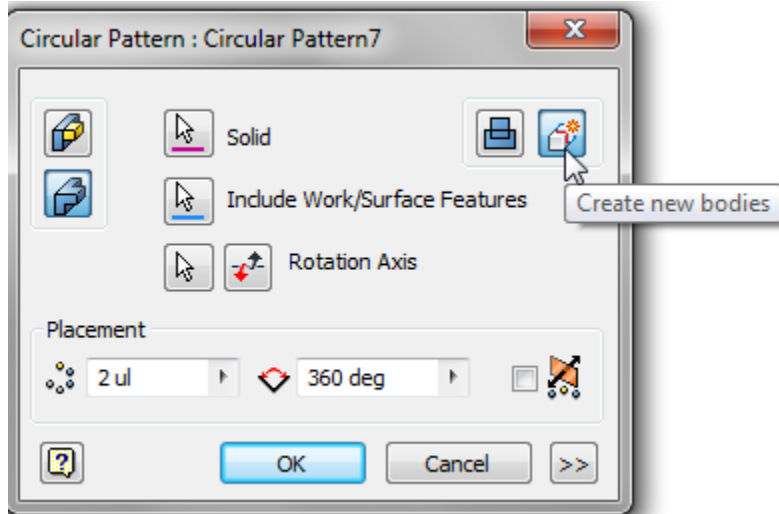 Circular Pattern : Circular Pattern7
Solid
Include Work/Surface Features
Create new bodies
Rotation Axis
Placement
2 ul
360 deg
OK
Cancel
>>